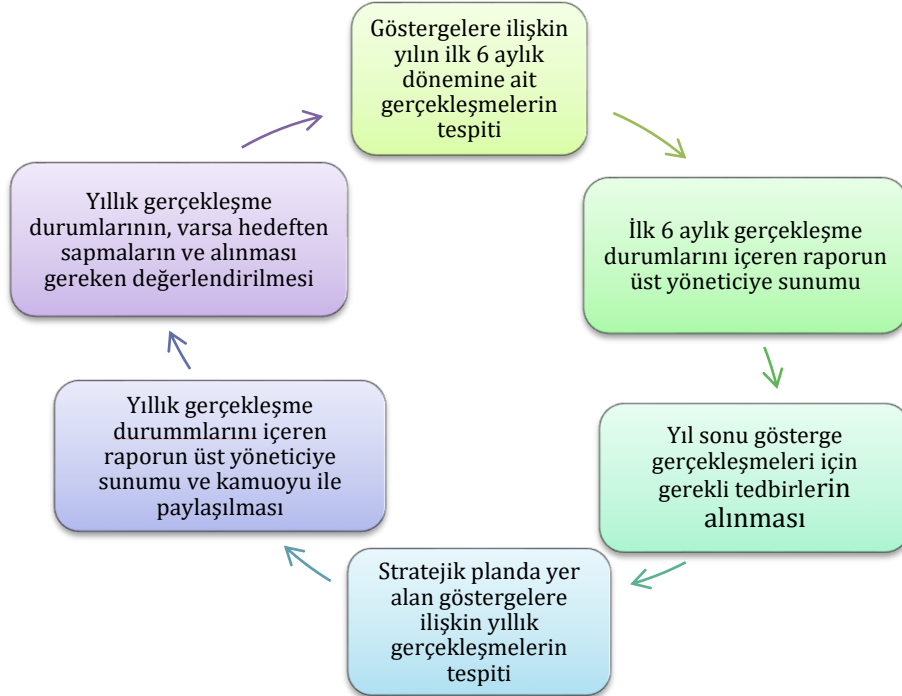 Göstergelere ilişkin
yılın ilk 6 aylık
dönemine ait
gerçekleşmelerin
tespiti
İlk 6 aylık gerçekleşme
durumlarını içeren raporun
üst yöneticiye sunumu
Yıl sonu gösterge
gerçekleşmeleri için
gerekli tedbirlerin
alınması
Stratejik planda yer
alan göstergelere
ilişkin yıllık
gerçekleşmelerin
tespiti
Yıllık gerçekleşme
durummlarını içeren
raporun üst yöneticiye
sunumu ve kamuoyu ile
paylaşılması
Yıllık gerçekleşme
durumlarının, varsa hedeften
sapmaların ve alınması
gereken değerlendirilmesi